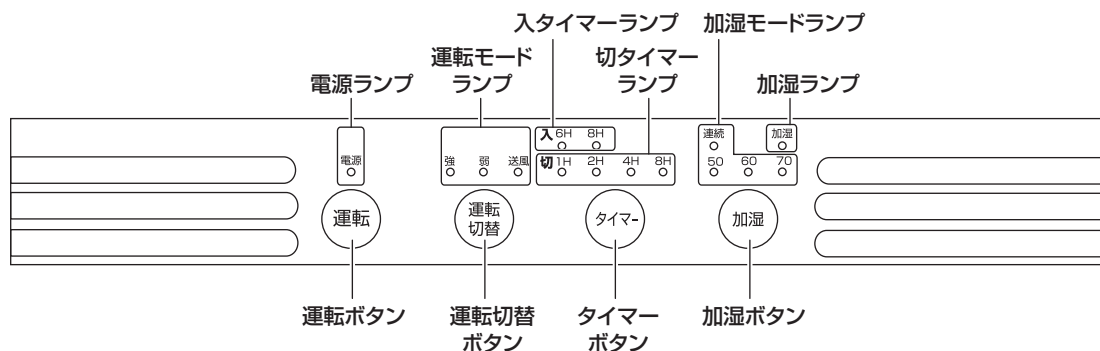 入タイマーランプ
加湿モードランプ
運転モード
ランプ
切タイマー
ランプ
電源ランプ
加湿ランプ
入 6H 8H
連続
加湿
電源
強 弱 送風
切 1H 2H 4H 8H
50 60 70
運転
運転
切替
タイマー
加湿
運転ボタン
運転切替
ボタン
タイマー
ボタン
加湿ボタン